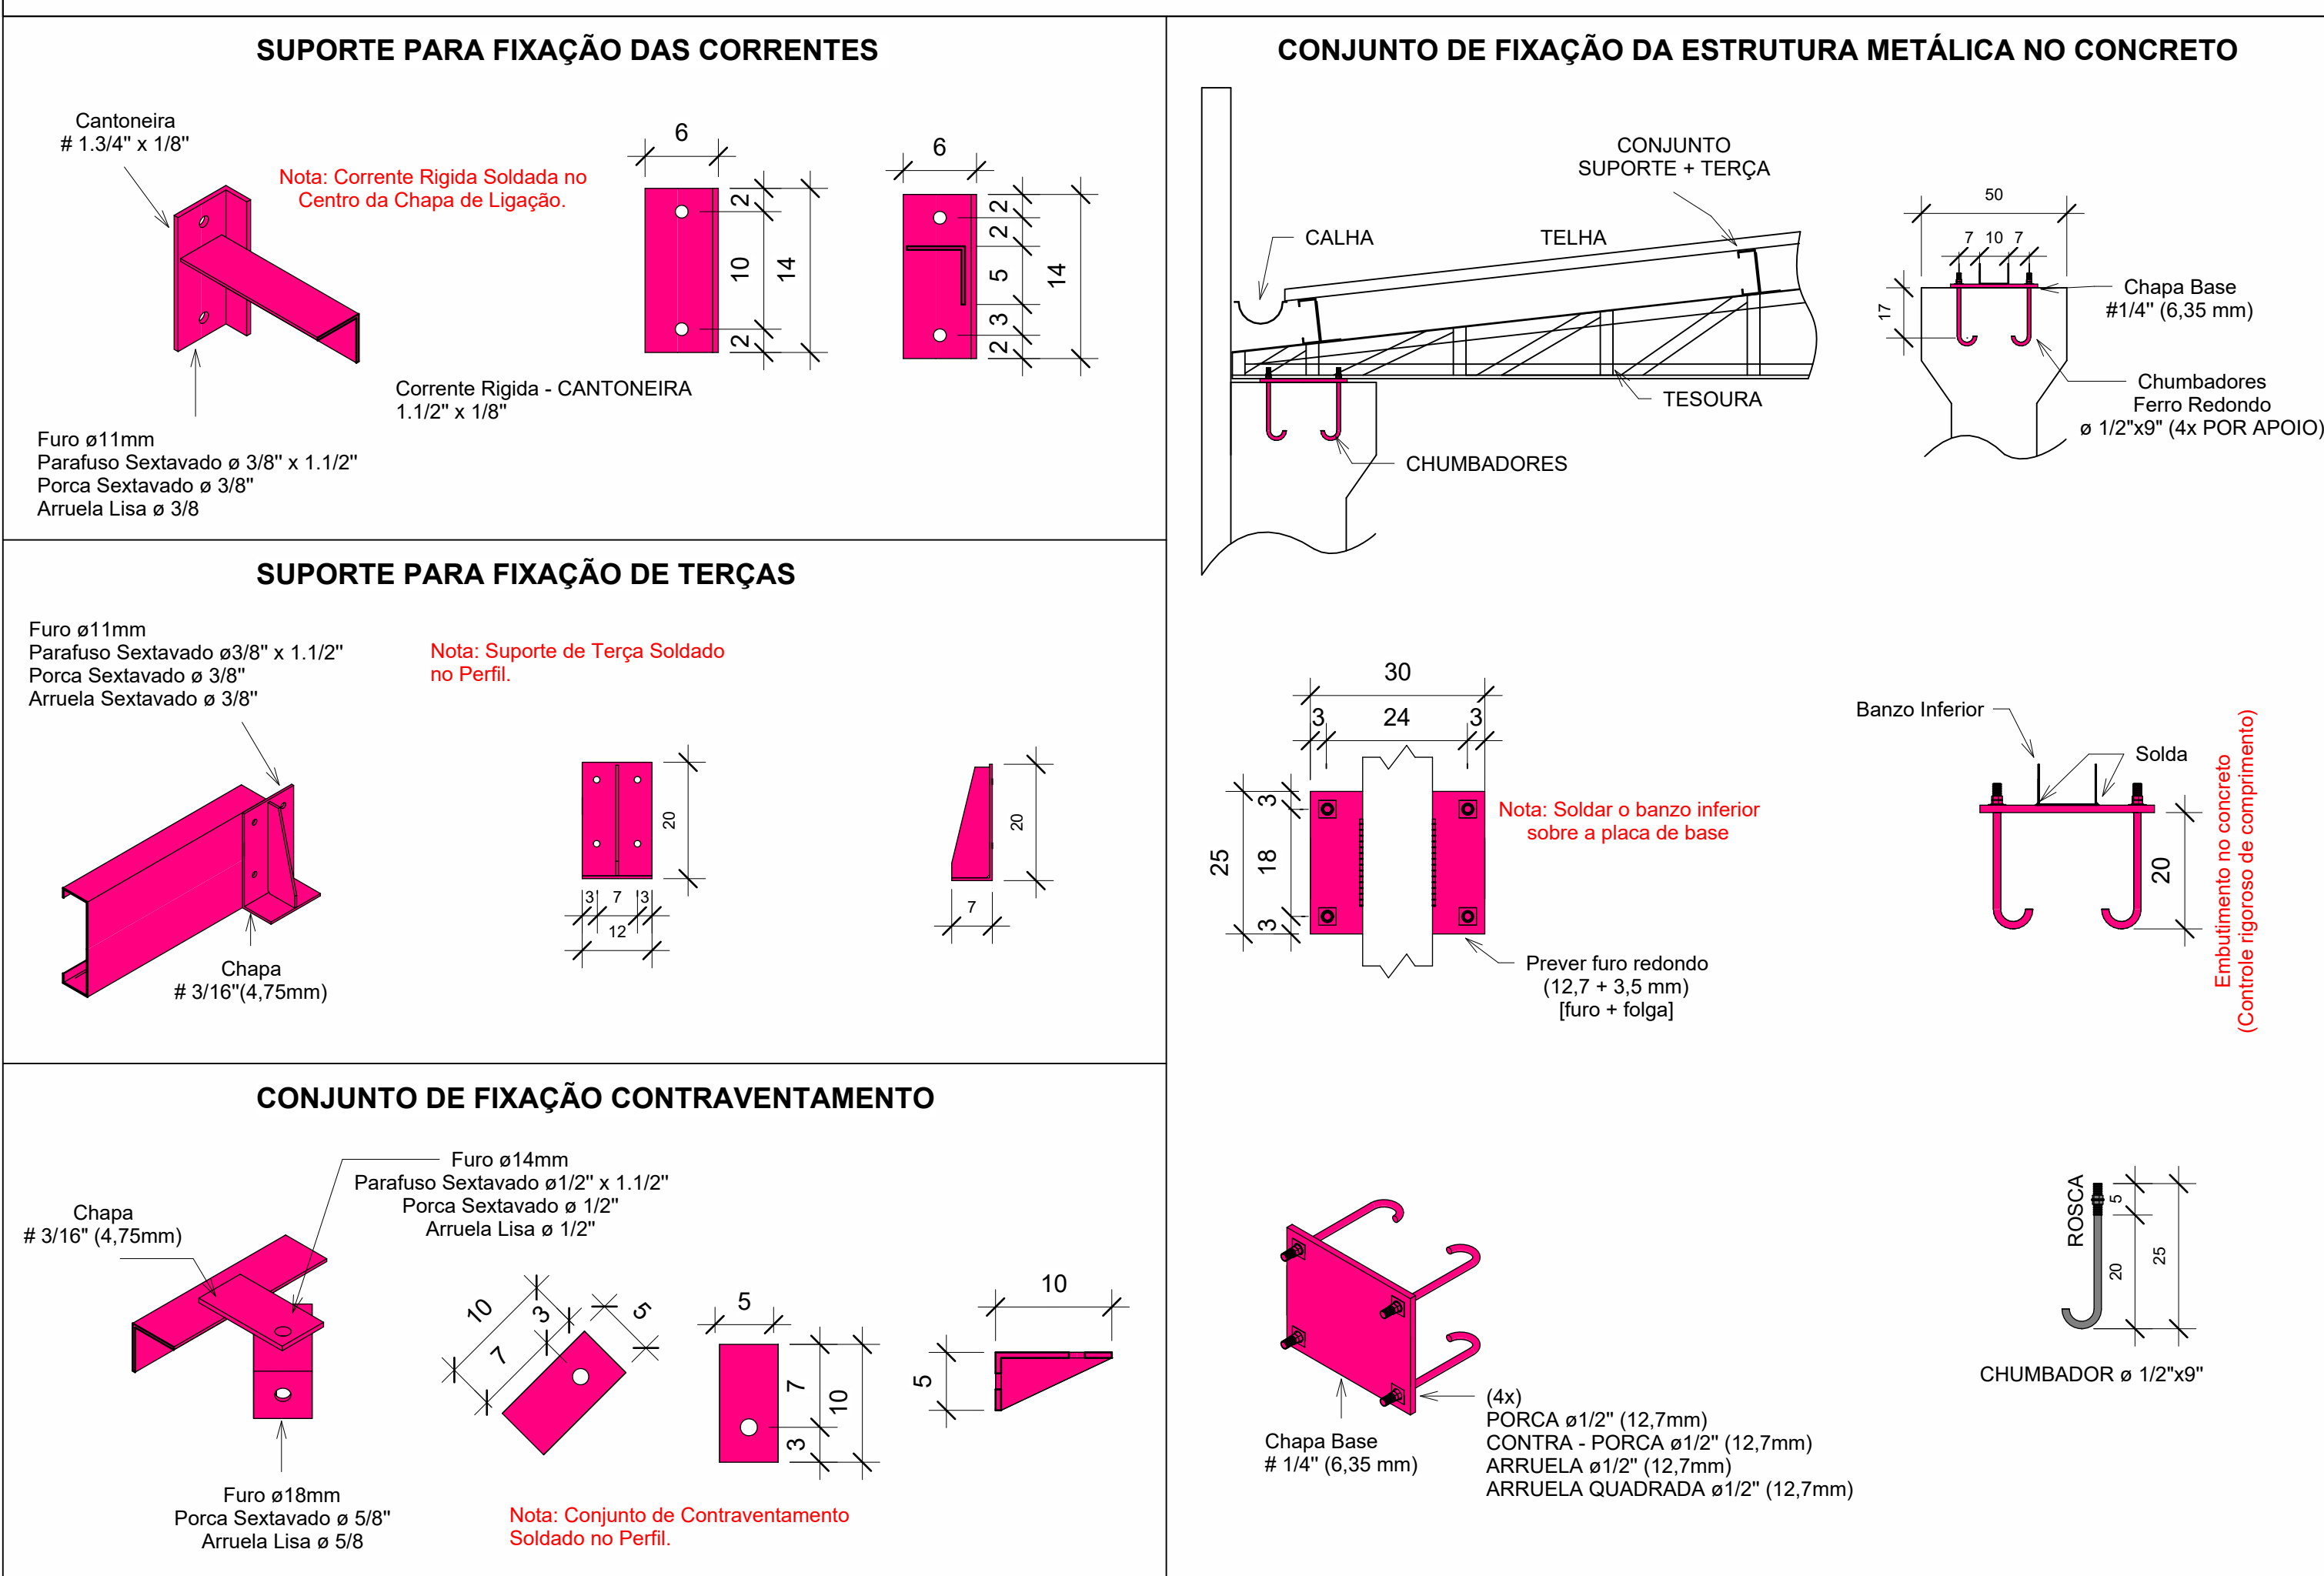 SUPORTE PARA FIXAÇÃO DAS CORRENTES
Cantoneira
# 1.3/4" x 1/8"
Nota: Corrente Rigida Soldada no
Centro da Chapa de Ligação.
6
2
10
2
14
6
2
2
5
3
2
14
Corrente Rigida - CANTONEIRA
1.1/2" x 1/8"
Furo ø11mm
Parafuso Sextavado ø 3/8" x 1.1/2"
Porca Sextavado ø 3/8"
Arruela Lisa ø 3/8
SUPORTE PARA FIXAÇÃO DE TERÇAS
Furo ø11mm
Parafuso Sextavado ø3/8" x 1.1/2"
Porca Sextavado ø 3/8"
Arruela Sextavado ø 3/8"
Nota: Suporte de Terça Soldado
no Perfil.
Chapa
# 3/16"(4,75mm)
20
3 7 3
12
20
7
CONJUNTO DE FIXAÇÃO CONTRAVENTAMENTO
Furo ø14mm
Parafuso Sextavado ø1/2" x 1.1/2"
Porca Sextavado ø 1/2"
Arruela Lisa ø 1/2"
Chapa
# 3/16" (4,75mm)
10
3
7
5
5
7
3
10
10
5
Furo ø18mm
Porca Sextavado ø 5/8"
Arruela Lisa ø 5/8
Nota: Conjunto de Contraventamento
Soldado no Perfil.
CONJUNTO DE FIXAÇÃO DA ESTRUTURA METÁLICA NO CONCRETO
CONJUNTO
SUPORTE + TERÇA
CALHA
TELHA
TESOURA
CHUMBADORES
50
7 10 7
17
Chapa Base
#1/4" (6,35 mm)
Chumbadores
Ferro Redondo
ø 1/2"x9" (4x POR APOIO)
30
3 24 3
25
3
18
3
Nota: Soldar o banzo inferior
sobre a placa de base
Prever furo redondo
(12,7 + 3,5 mm)
[furo + folga]
Banzo Inferior
Solda
20
Embutimento no concreto
(Controle rigoroso de comprimento)
Chapa Base
# 1/4" (6,35 mm)
(4x)
PORCA ø1/2" (12,7mm)
CONTRA - PORCA ø1/2" (12,7mm)
ARRUELA ø1/2" (12,7mm)
ARRUELA QUADRADA ø1/2" (12,7mm)
ROSCA
5
20
25
CHUMBADOR ø 1/2"x9"